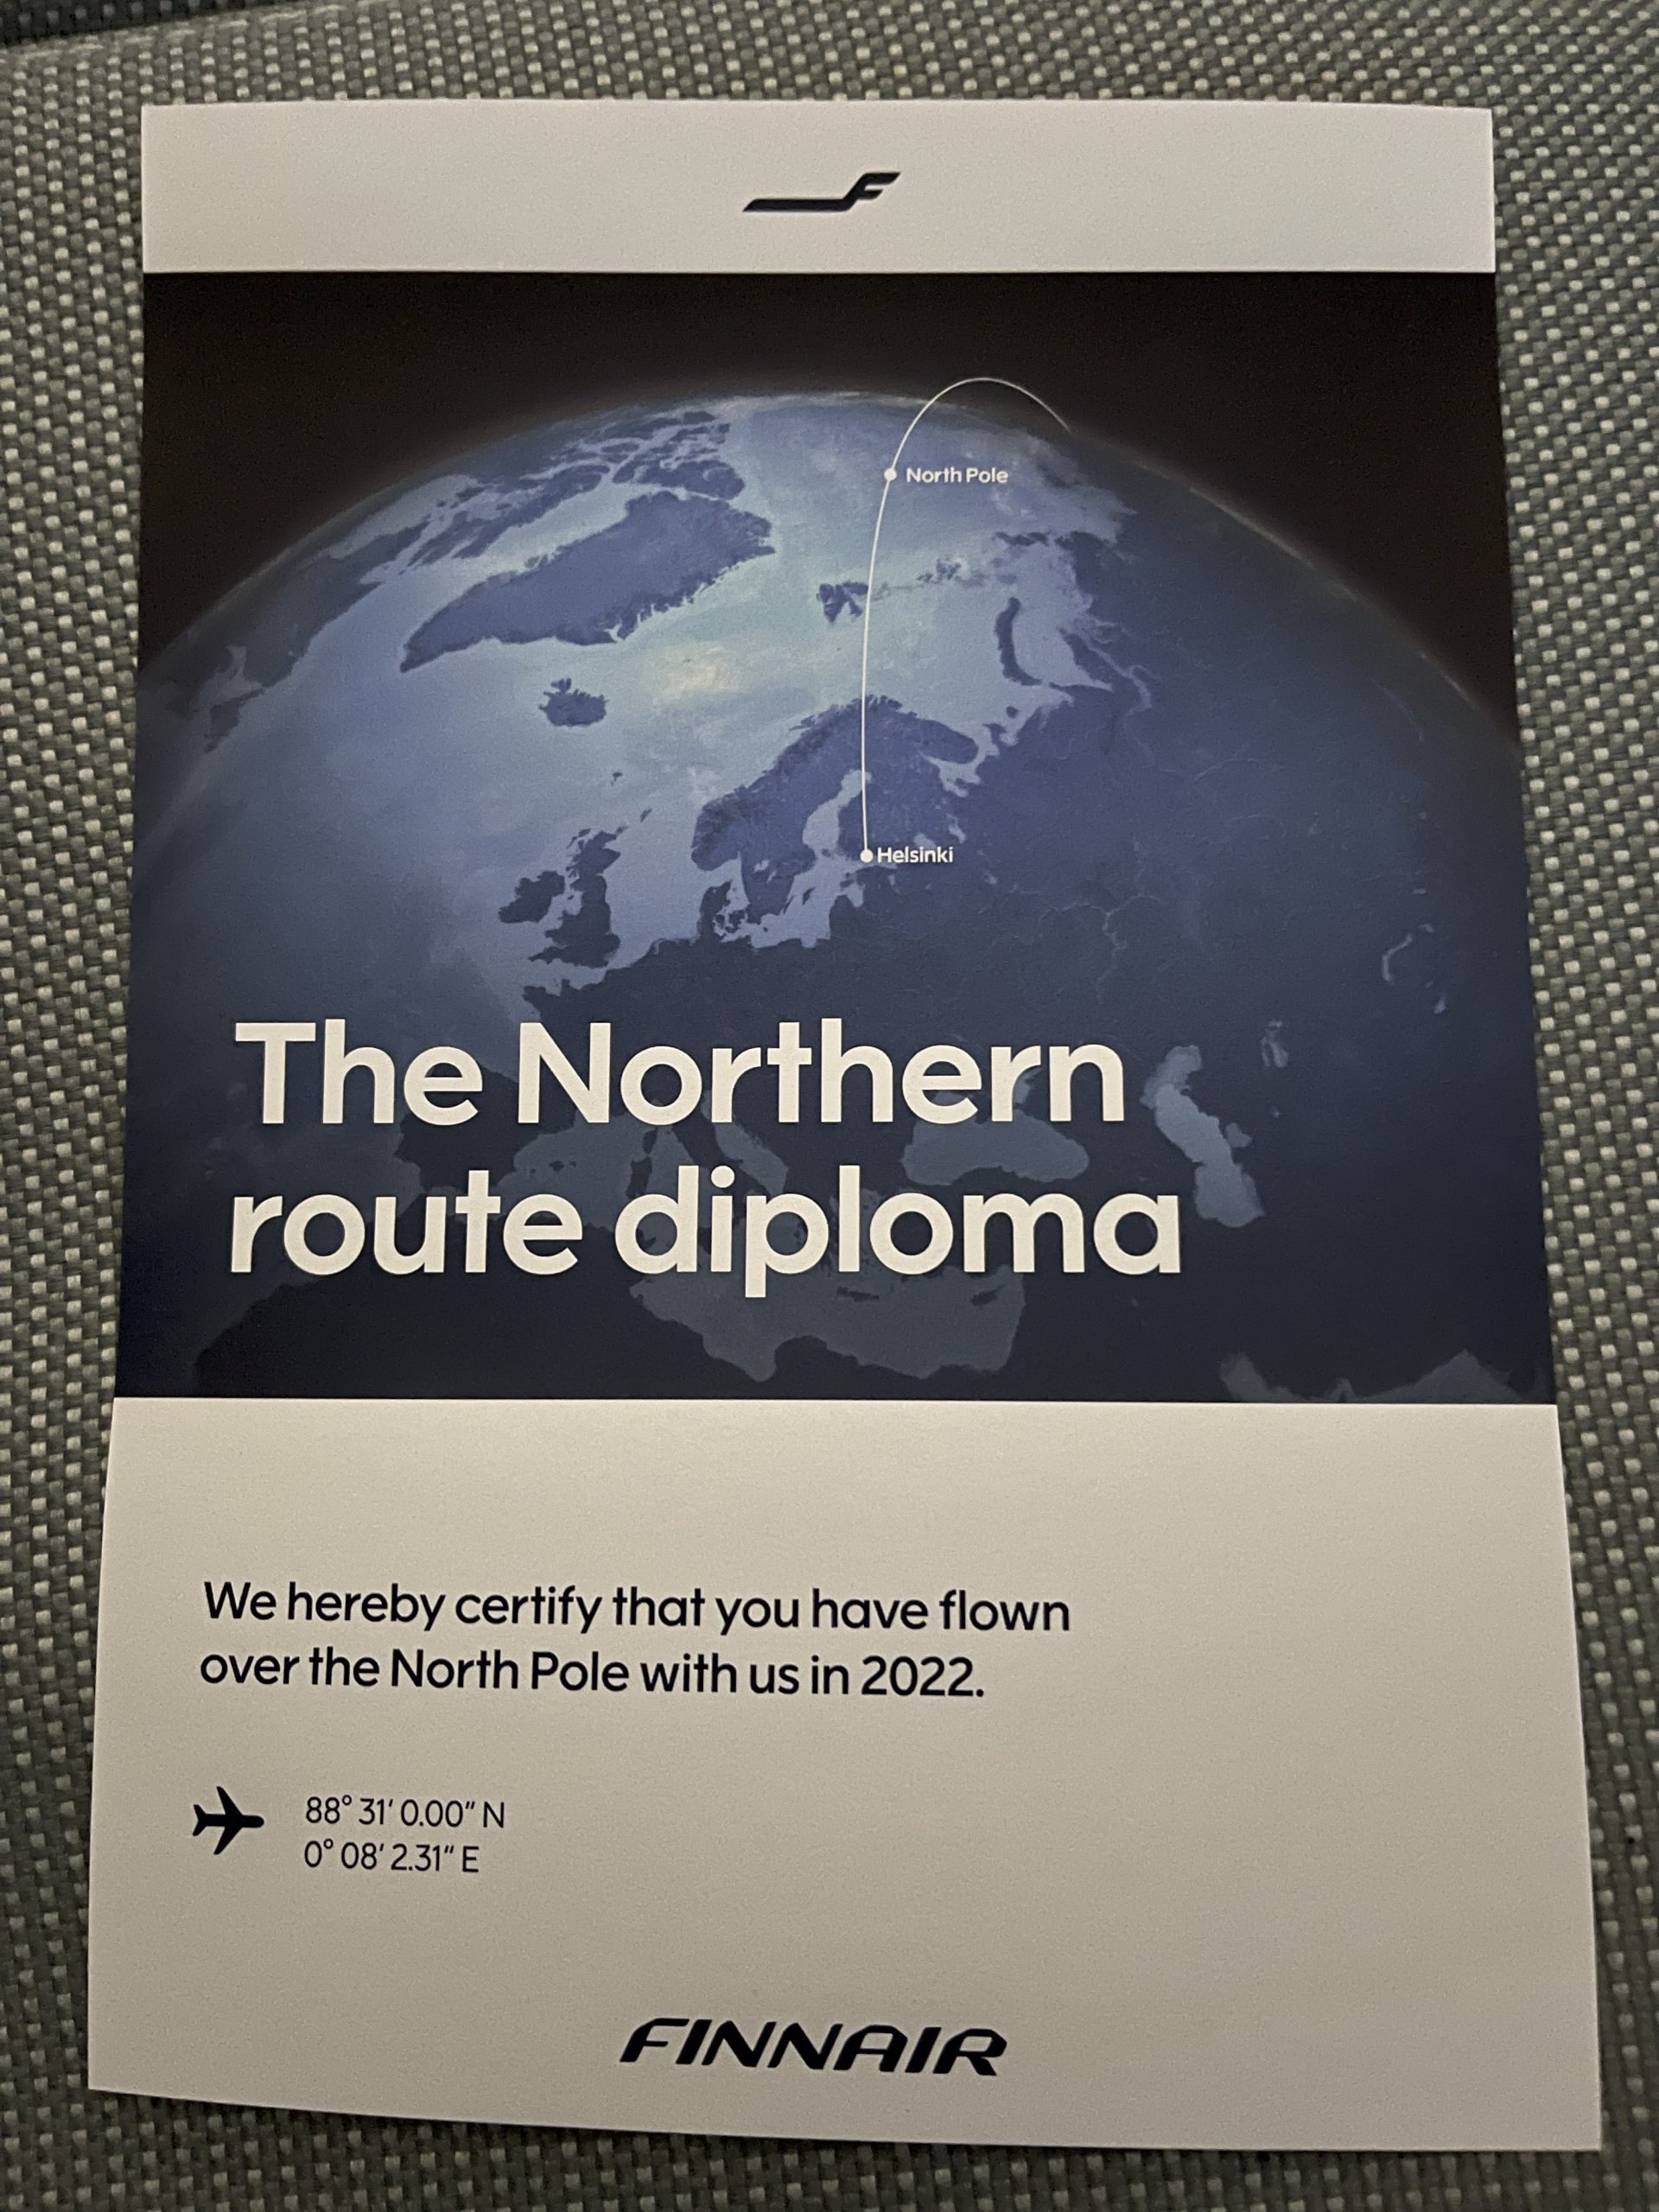 North Pole
Helsinki
The Northern
route diploma
We hereby certify that you have flown
over the North Pole with us in 2022.
88° 31' 0.00" N
0° 08' 2.31" E
FINNAIR